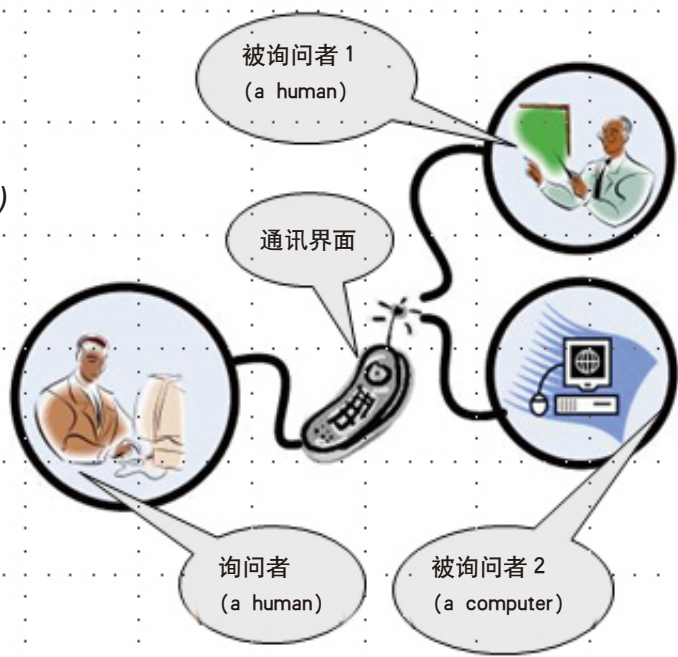 被询问者 1
(a human)
)
通讯界面
询问者
(a human)
被询问者 2
(a computer)